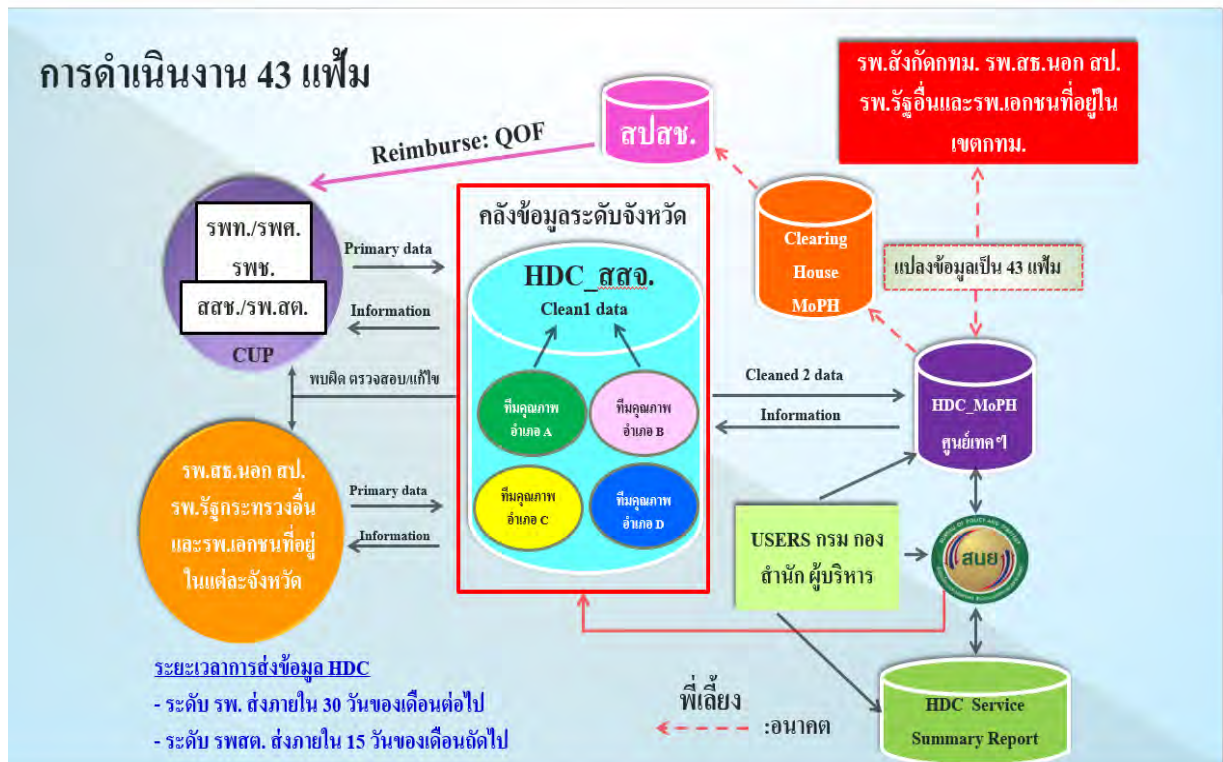 การดำเนินงาน 43 แฟ้ม
รพ.สังกัดกทม. รพ.สธ.นอก สป.
รพ.รัฐอื่นและรพ.เอกชนที่อยู่ใน
เขตกทม.
สปสช.
Reimburse: QOF
คลังข้อมูลระดับจังหวัด
รพท./รพศ.
รพช.
สสช./รพ.สต.
CUP
Primary data
Information
HDC_สสจ.
Clean1 data
Clearing
House
MoPH
แปลงข้อมูลเป็น 43 แฟ้ม
พบผิด ตรวจสอบ/แก้ไข
ทีมคุณภาพ
อำเภอ A
ทีมคุณภาพ
อำเภอ B
ทีมคุณภาพ
อำเภอ C
ทีมคุณภาพ
อำเภอ D
Cleaned 2 data
Information
HDC_MoPH
ศูนย์เทคฯ
รพ.สธ.นอก สป.
รพ.รัฐกระทรวงอื่น
และรพ.เอกชนที่อยู่
ในแต่ละจังหวัด
Primary data
Information
USERS กรม กอง
สำนัก ผู้บริหาร
สนย
ระยะเวลาการส่งข้อมูล HDC
- ระดับ รพ. ส่งภายใน 30 วันของเดือนต่อไป
- ระดับ รพสต. ส่งภายใน 15 วันของเดือนถัดไป
พี่เลี้ยง
:อนาคต
HDC Service
Summary Report